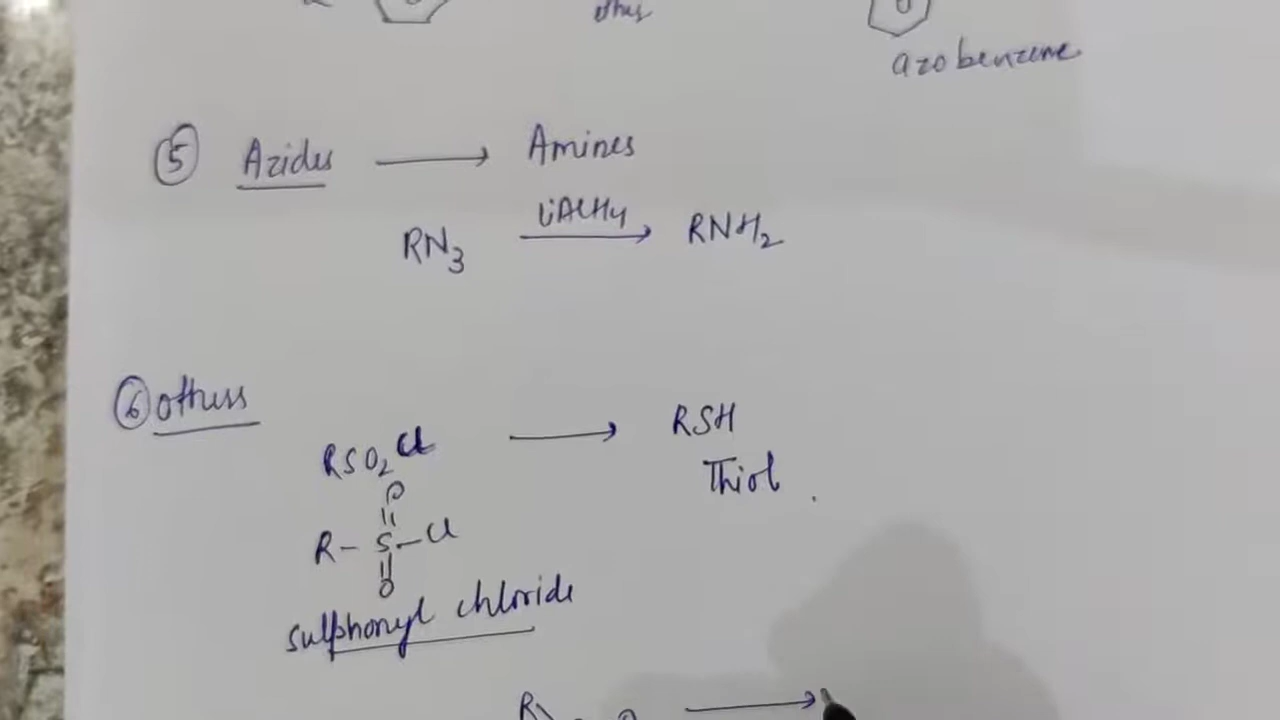 azobenzene
5 Azides → Amines
RN3 LiAlH4 → RNH2
6 others
RSO2Cl → RSH
Thiol
O
R-S-Cl
O
sulphonyl chloride
R →